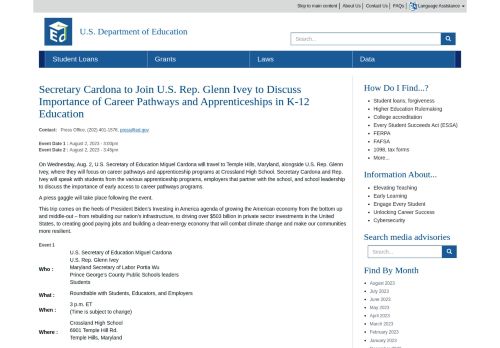 Skip to main content | About Us | Contact Us | FAQs | Language Assistance
U.S. Department of Education
Search...
Student Loans
Grants
Laws
Data
Secretary Cardona to Join U.S. Rep. Glenn Ivey to Discuss
Importance of Career Pathways and Apprenticeships in K-12
Education
Contact: Press Office, (202) 401-1576, press@ed.gov
Event Date 1 : August 2, 2023 - 3:00pm
Event Date 2 : August 2, 2023 - 3:45pm
On Wednesday, Aug. 2, U.S. Secretary of Education Miguel Cardona will travel to Temple Hills, Maryland, alongside U.S. Rep. Glenn
Ivey, where they will focus on career pathways and apprenticeship programs at Crossland High School. Secretary Cardona and Rep.
Ivey will speak with students from the various apprenticeship programs, employers that partner with the school, and school leadership
to discuss the importance of early access to career pathways programs.
A press gaggle will take place following the event.
This trip comes on the heels of President Biden's Investing in America agenda of growing the American economy from the bottom up
and middle-out – from rebuilding our nation's infrastructure, to driving over $503 billion in private sector investments in the United
States, to creating good paying jobs and building a clean-energy economy that will combat climate change and make our communities
more resilient.
Event 1
Who :
U.S. Secretary of Education Miguel Cardona
U.S. Rep. Glenn Ivey
Maryland Secretary of Labor Portia Wu
Prince George's County Public Schools leaders
Students
What :
Roundtable with Students, Educators, and Employers
When :
3 p.m. ET
(Time is subject to change)
Where :
Crossland High School
6901 Temple Hill Rd.
Temple Hills, Maryland
How Do I Find...?
Student loans, forgiveness
Higher Education Rulemaking
College accreditation
Every Student Succeeds Act (ESSA)
FERPA
FAFSA
1098, tax forms
More...
Information About...
Elevating Teaching
Early Learning
Engage Every Student
Unlocking Career Success
Cybersecurity
Search media advisories
Search...
Find By Month
August 2023
July 2023
June 2023
May 2023
April 2023
March 2023
February 2023
January 2023